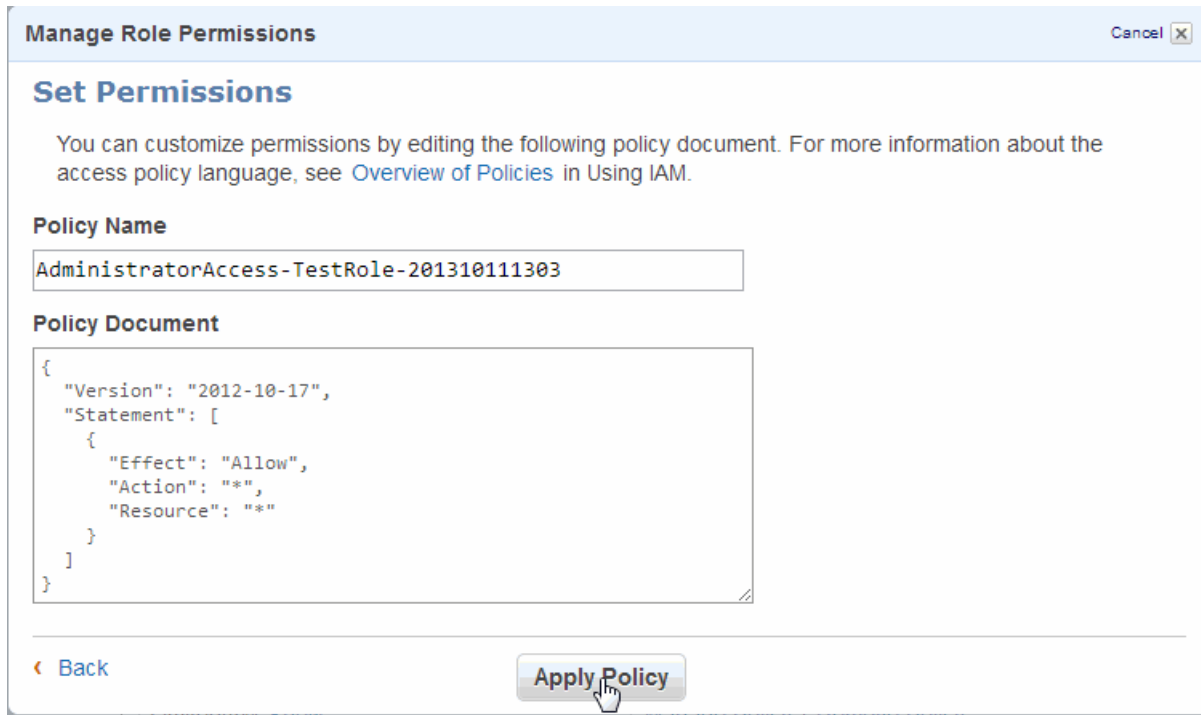 Manage Role Permissions
Cancel
Set Permissions
You can customize permissions by editing the following policy document. For more information about the
access policy language, see Overview of Policies in Using IAM.
Policy Name
AdministratorAccess-TestRole-201310111303
Policy Document
{
  "Version": "2012-10-17",
  "Statement": [
    {
      "Effect": "Allow",
      "Action": "*",
      "Resource": "*"
    }
  ]
}
‹ Back
Apply Policy